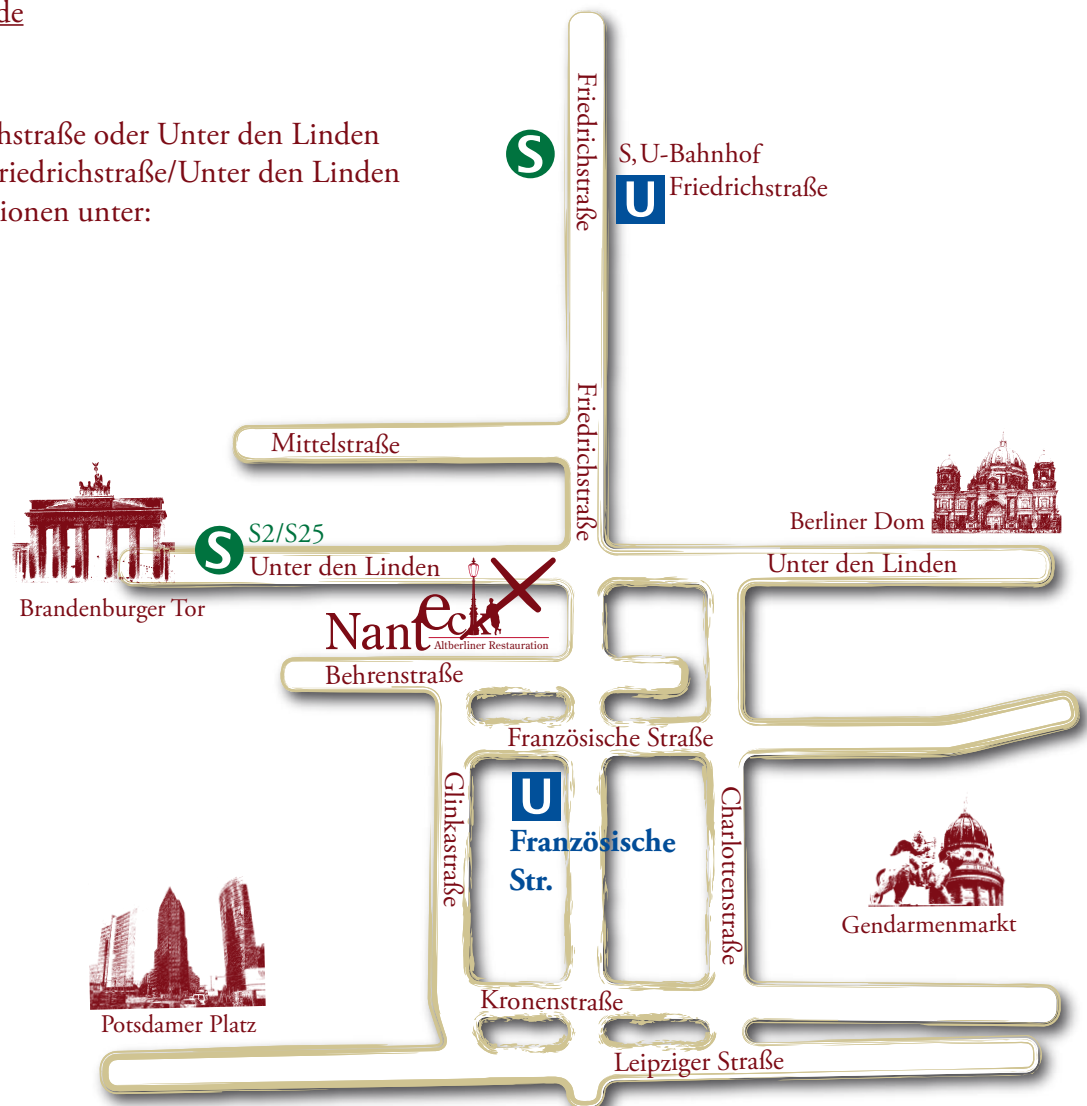 de
hstraße oder Unter den Linden
riedrichstraße/Unter den Linden
ionen unter:
Friedrichstraße
S
S,U-Bahnhof
U Friedrichstraße
Friedrichstraße
Mittelstraße
Berliner Dom
S S2/S25
Unter den Linden
Unter den Linden
Brandenburger Tor
Nanteeck
Altberliner Restauration
Behrenstraße
Französische Straße
Glinkastraße
U
Französische
Str.
Charlottenstraße
Gendarmenmarkt
Potsdamer Platz
Kronenstraße
Leipziger Straße